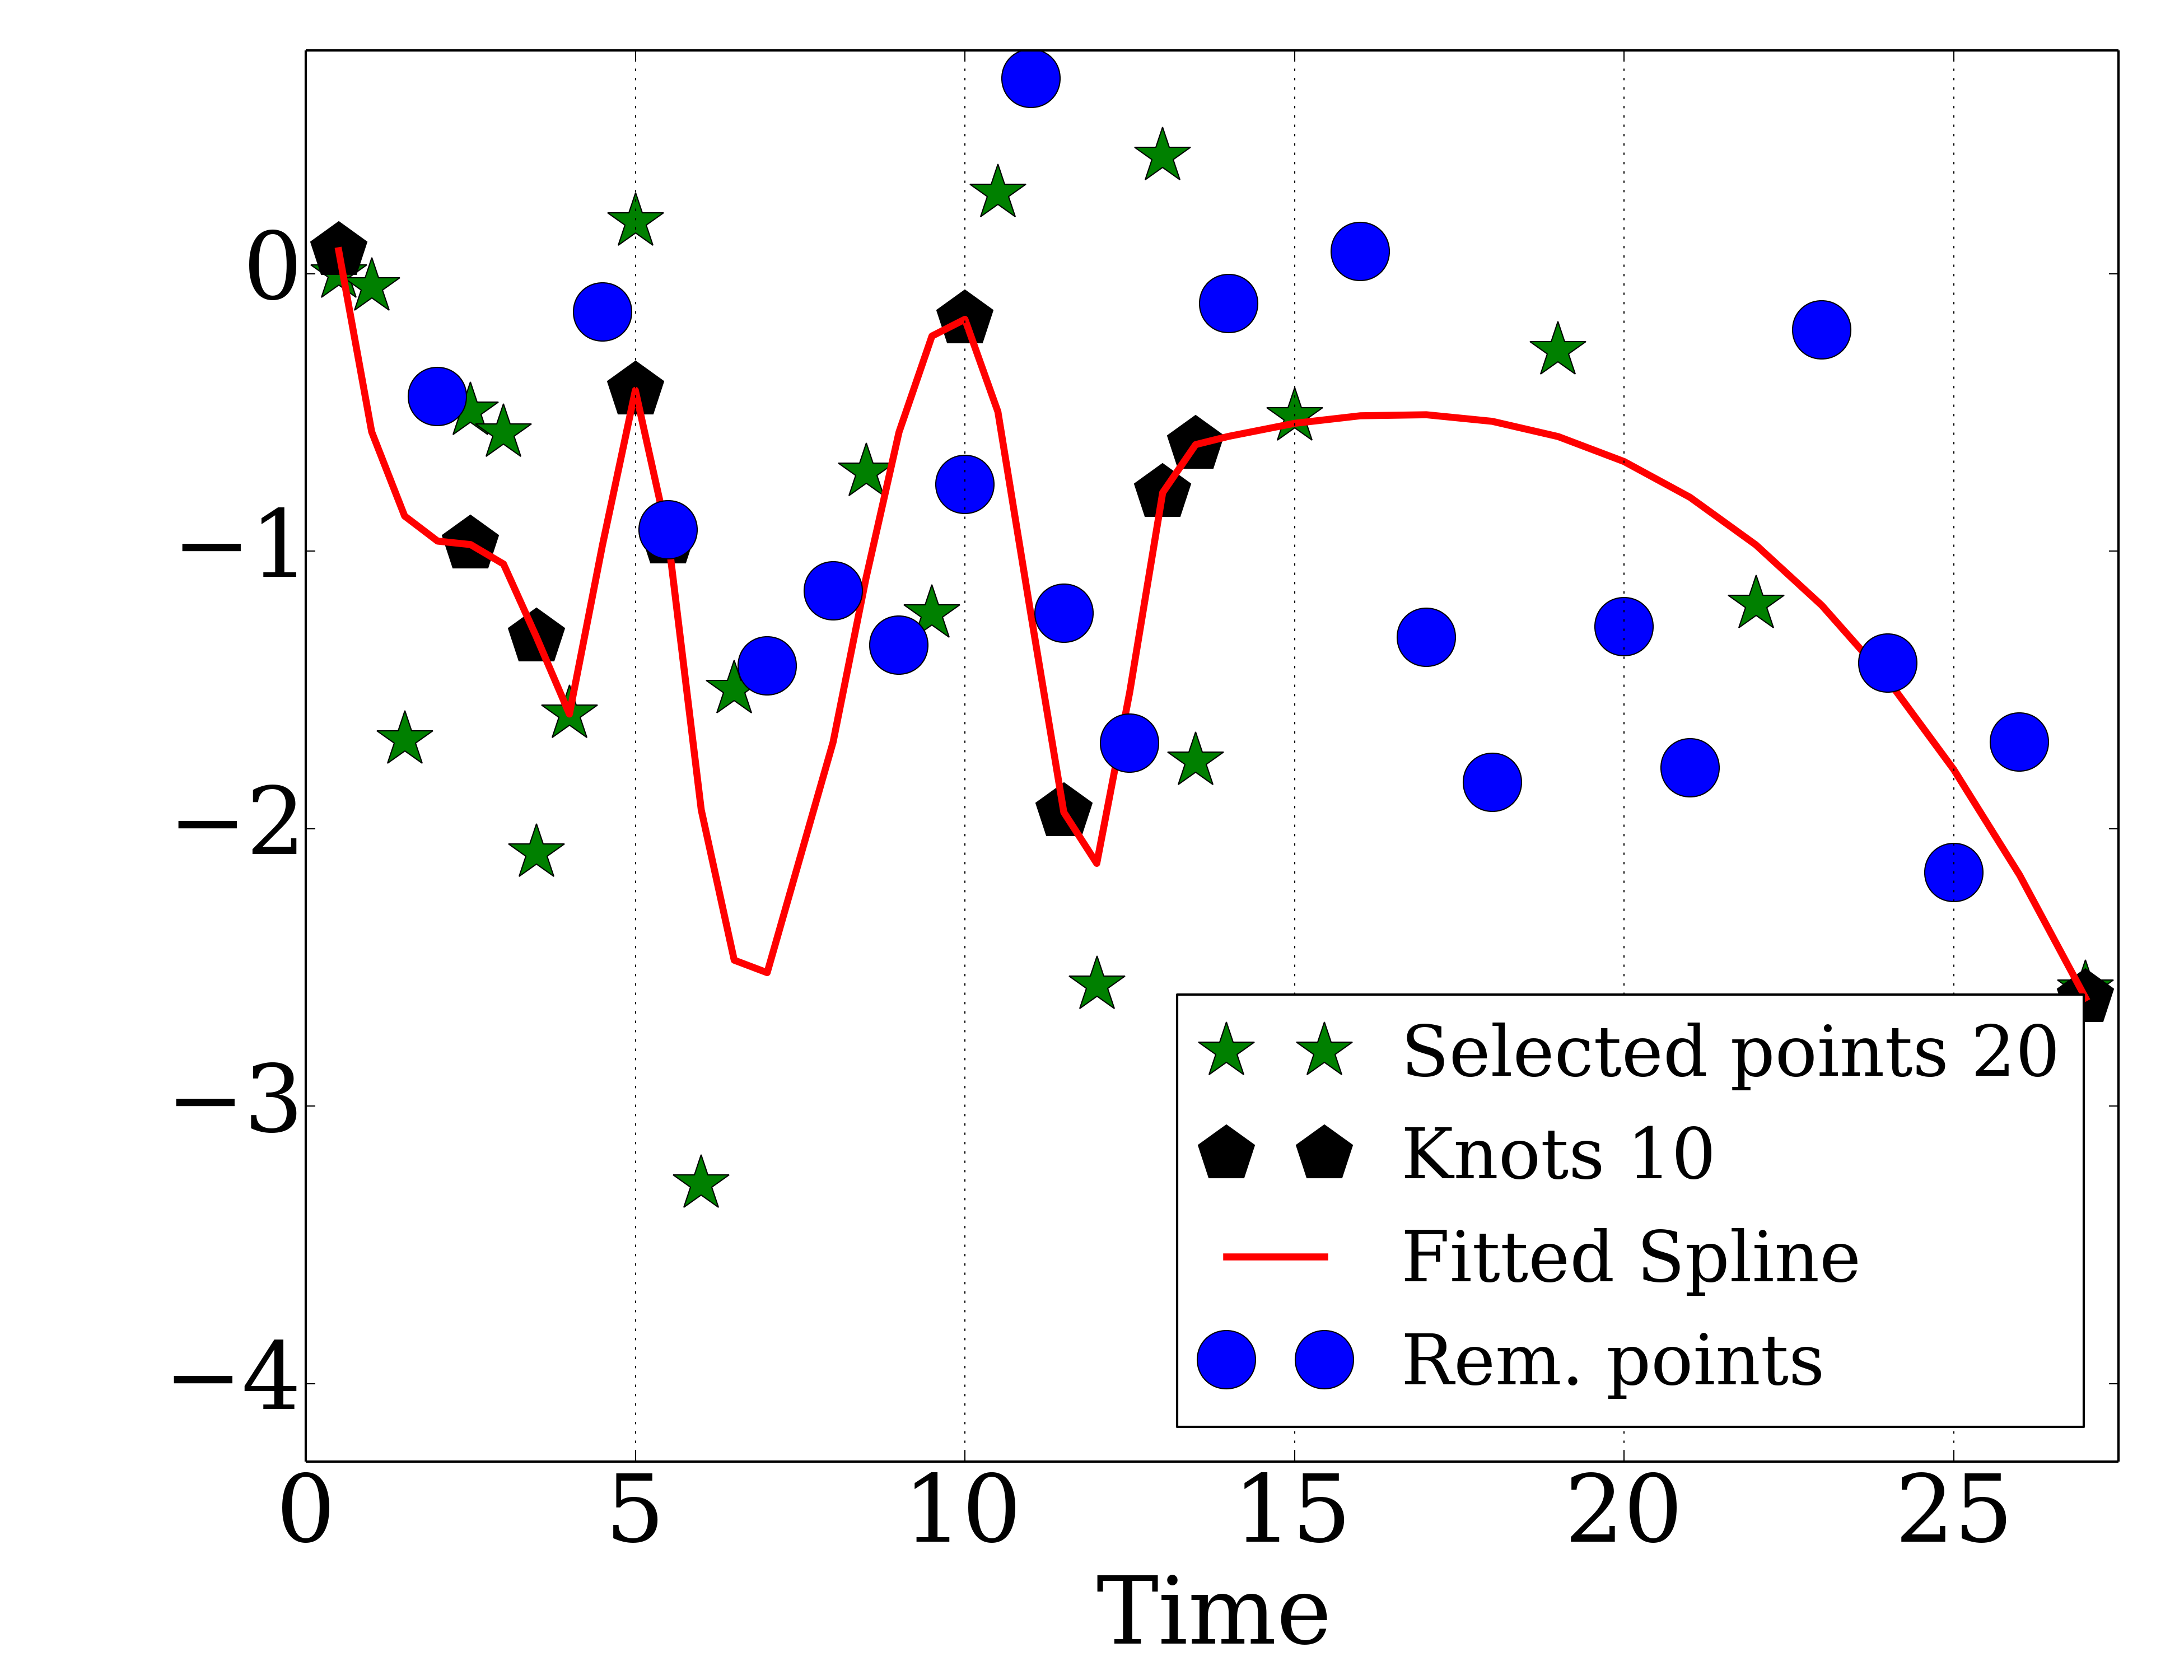 0
−1
−2
−3
−4
Selected points 20
Knots 10
Fitted Spline
Rem. points
0 5 10 15 20 25
Time